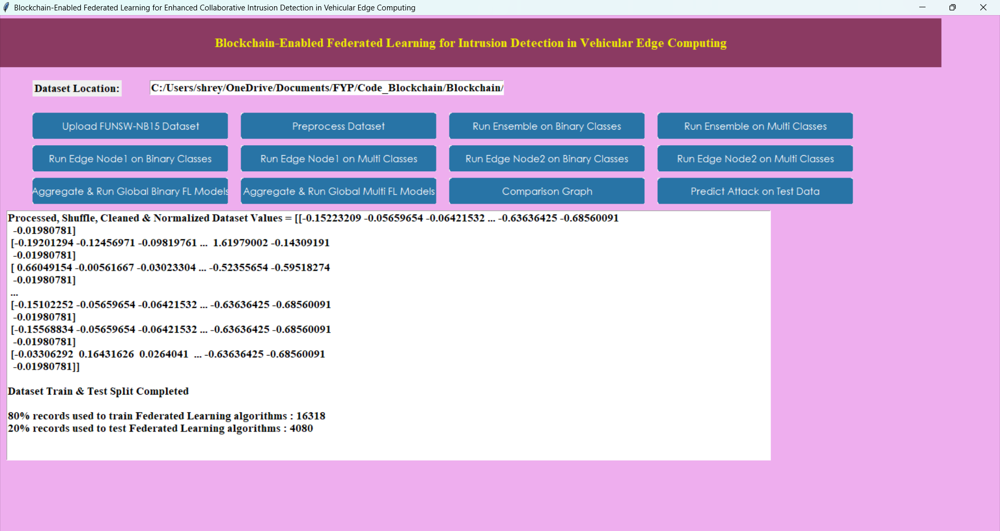 Blockchain-Enabled Federated Learning for Enhanced Collaborative Intrusion Detection in Vehicular Edge Computing
Blockchain-Enabled Federated Learning for Intrusion Detection in Vehicular Edge Computing
Dataset Location: C:/Users/shrey/OneDrive/Documents/FYP/Code_Blockchain/Blockchain/
Upload FUNSW-NB15 Dataset Preprocess Dataset Run Ensemble on Binary Classes Run Ensemble on Multi Classes
Run Edge Node1 on Binary Classes Run Edge Node1 on Multi Classes Run Edge Node2 on Binary Classes Run Edge Node2 on Multi Classes
Aggregate & Run Global Binary FL Models Aggregate & Run Global Multi FL Models Comparison Graph Predict Attack on Test Data
Processed, Shuffle, Cleaned & Normalized Dataset Values = [[-0.15223209 -0.05659654 -0.06421532 ... -0.63636425 -0.68560091
-0.01980781]
[-0.19201294 -0.12456971 -0.09819761 ... 1.61979002 -0.14309191
-0.01980781]
[ 0.66049154 -0.00561667 -0.03023304 ... -0.52355654 -0.59518274
-0.01980781]
...
[-0.15102252 -0.05659654 -0.06421532 ... -0.63636425 -0.68560091
-0.01980781]
[-0.15568834 -0.05659654 -0.06421532 ... -0.63636425 -0.68560091
-0.01980781]
[-0.03306292 0.16431626 0.0264041 ... -0.63636425 -0.68560091
-0.01980781]]
Dataset Train & Test Split Completed
80% records used to train Federated Learning algorithms : 16318
20% records used to test Federated Learning algorithms : 4080